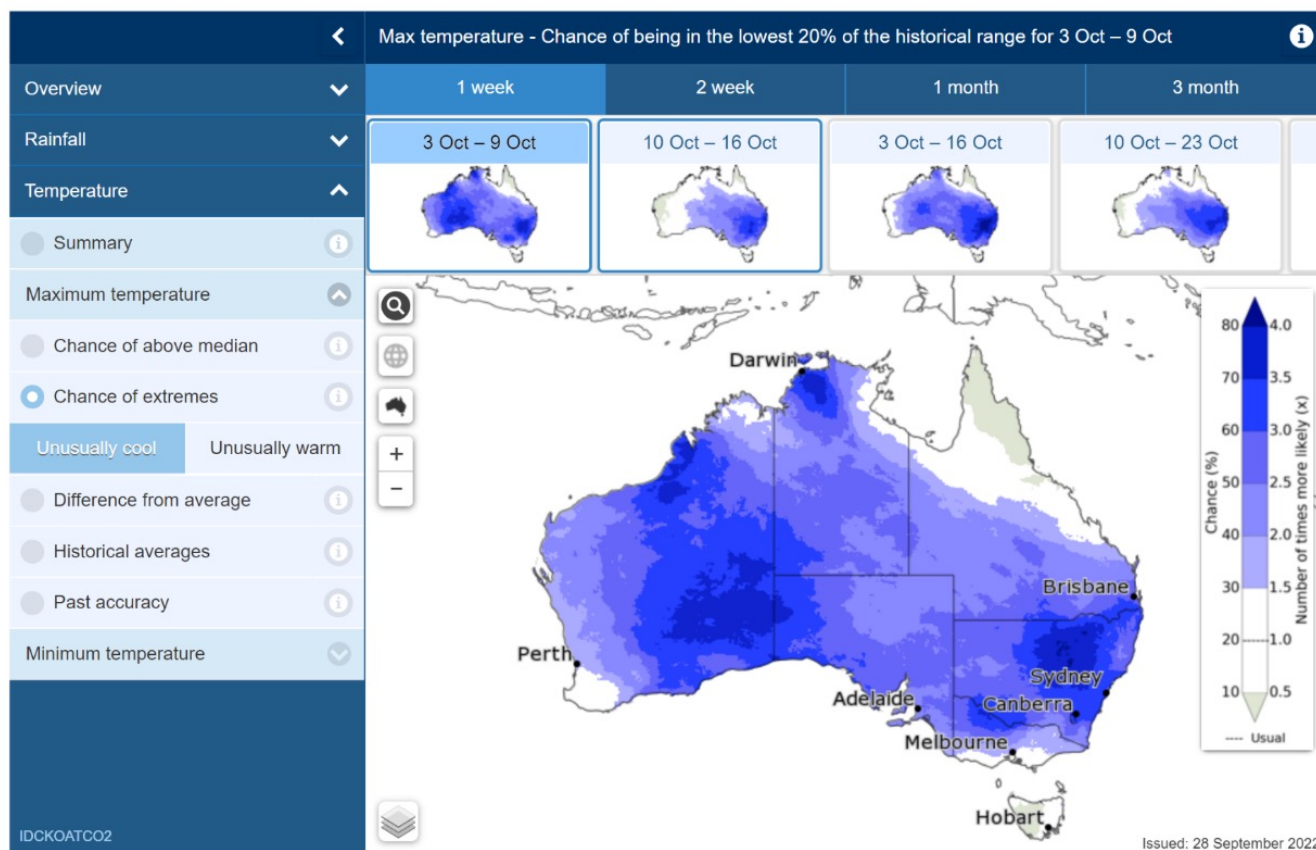 Max temperature - Chance of being in the lowest 20% of the historical range for 3 Oct – 9 Oct
Overview
Rainfall
Temperature
Summary
Maximum temperature
Chance of above median
Chance of extremes
Unusually cool
Unusually warm
Difference from average
Historical averages
Past accuracy
Minimum temperature
IDCKOATCO2
1 week
2 week
1 month
3 month
3 Oct – 9 Oct
10 Oct – 16 Oct
3 Oct – 16 Oct
10 Oct – 23 Oct
Darwin
Brisbane
Perth
Sydney
Adelaide
Canberra
Melbourne
Hobart
Chance (%)
80
70
60
50
40
30
20
10
4.0
3.5
3.0
2.5
2.0
1.5
1.0
0.5
Number of times more likely (x)
---- Usual
Issued: 28 September 2022